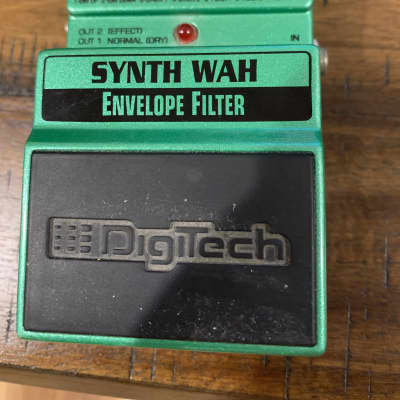 OUT 2 (EFFECT)
OUT 1 NORMAL (DRY)
IN
SYNTH WAH
ENVELOPE FILTER
DigiTech